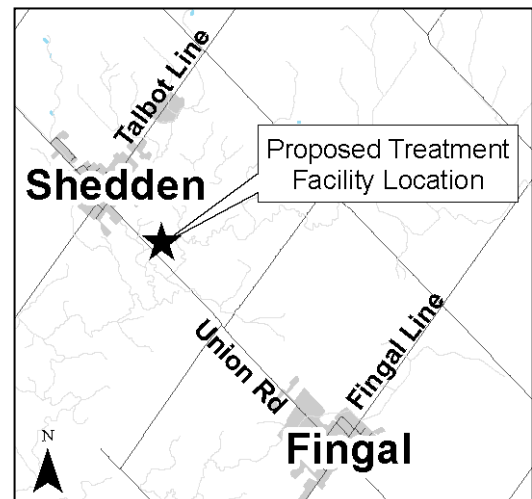 Talbot Line
Proposed Treatment
Facility Location
Shedden
Union Rd
Fingal Line
Fingal
N